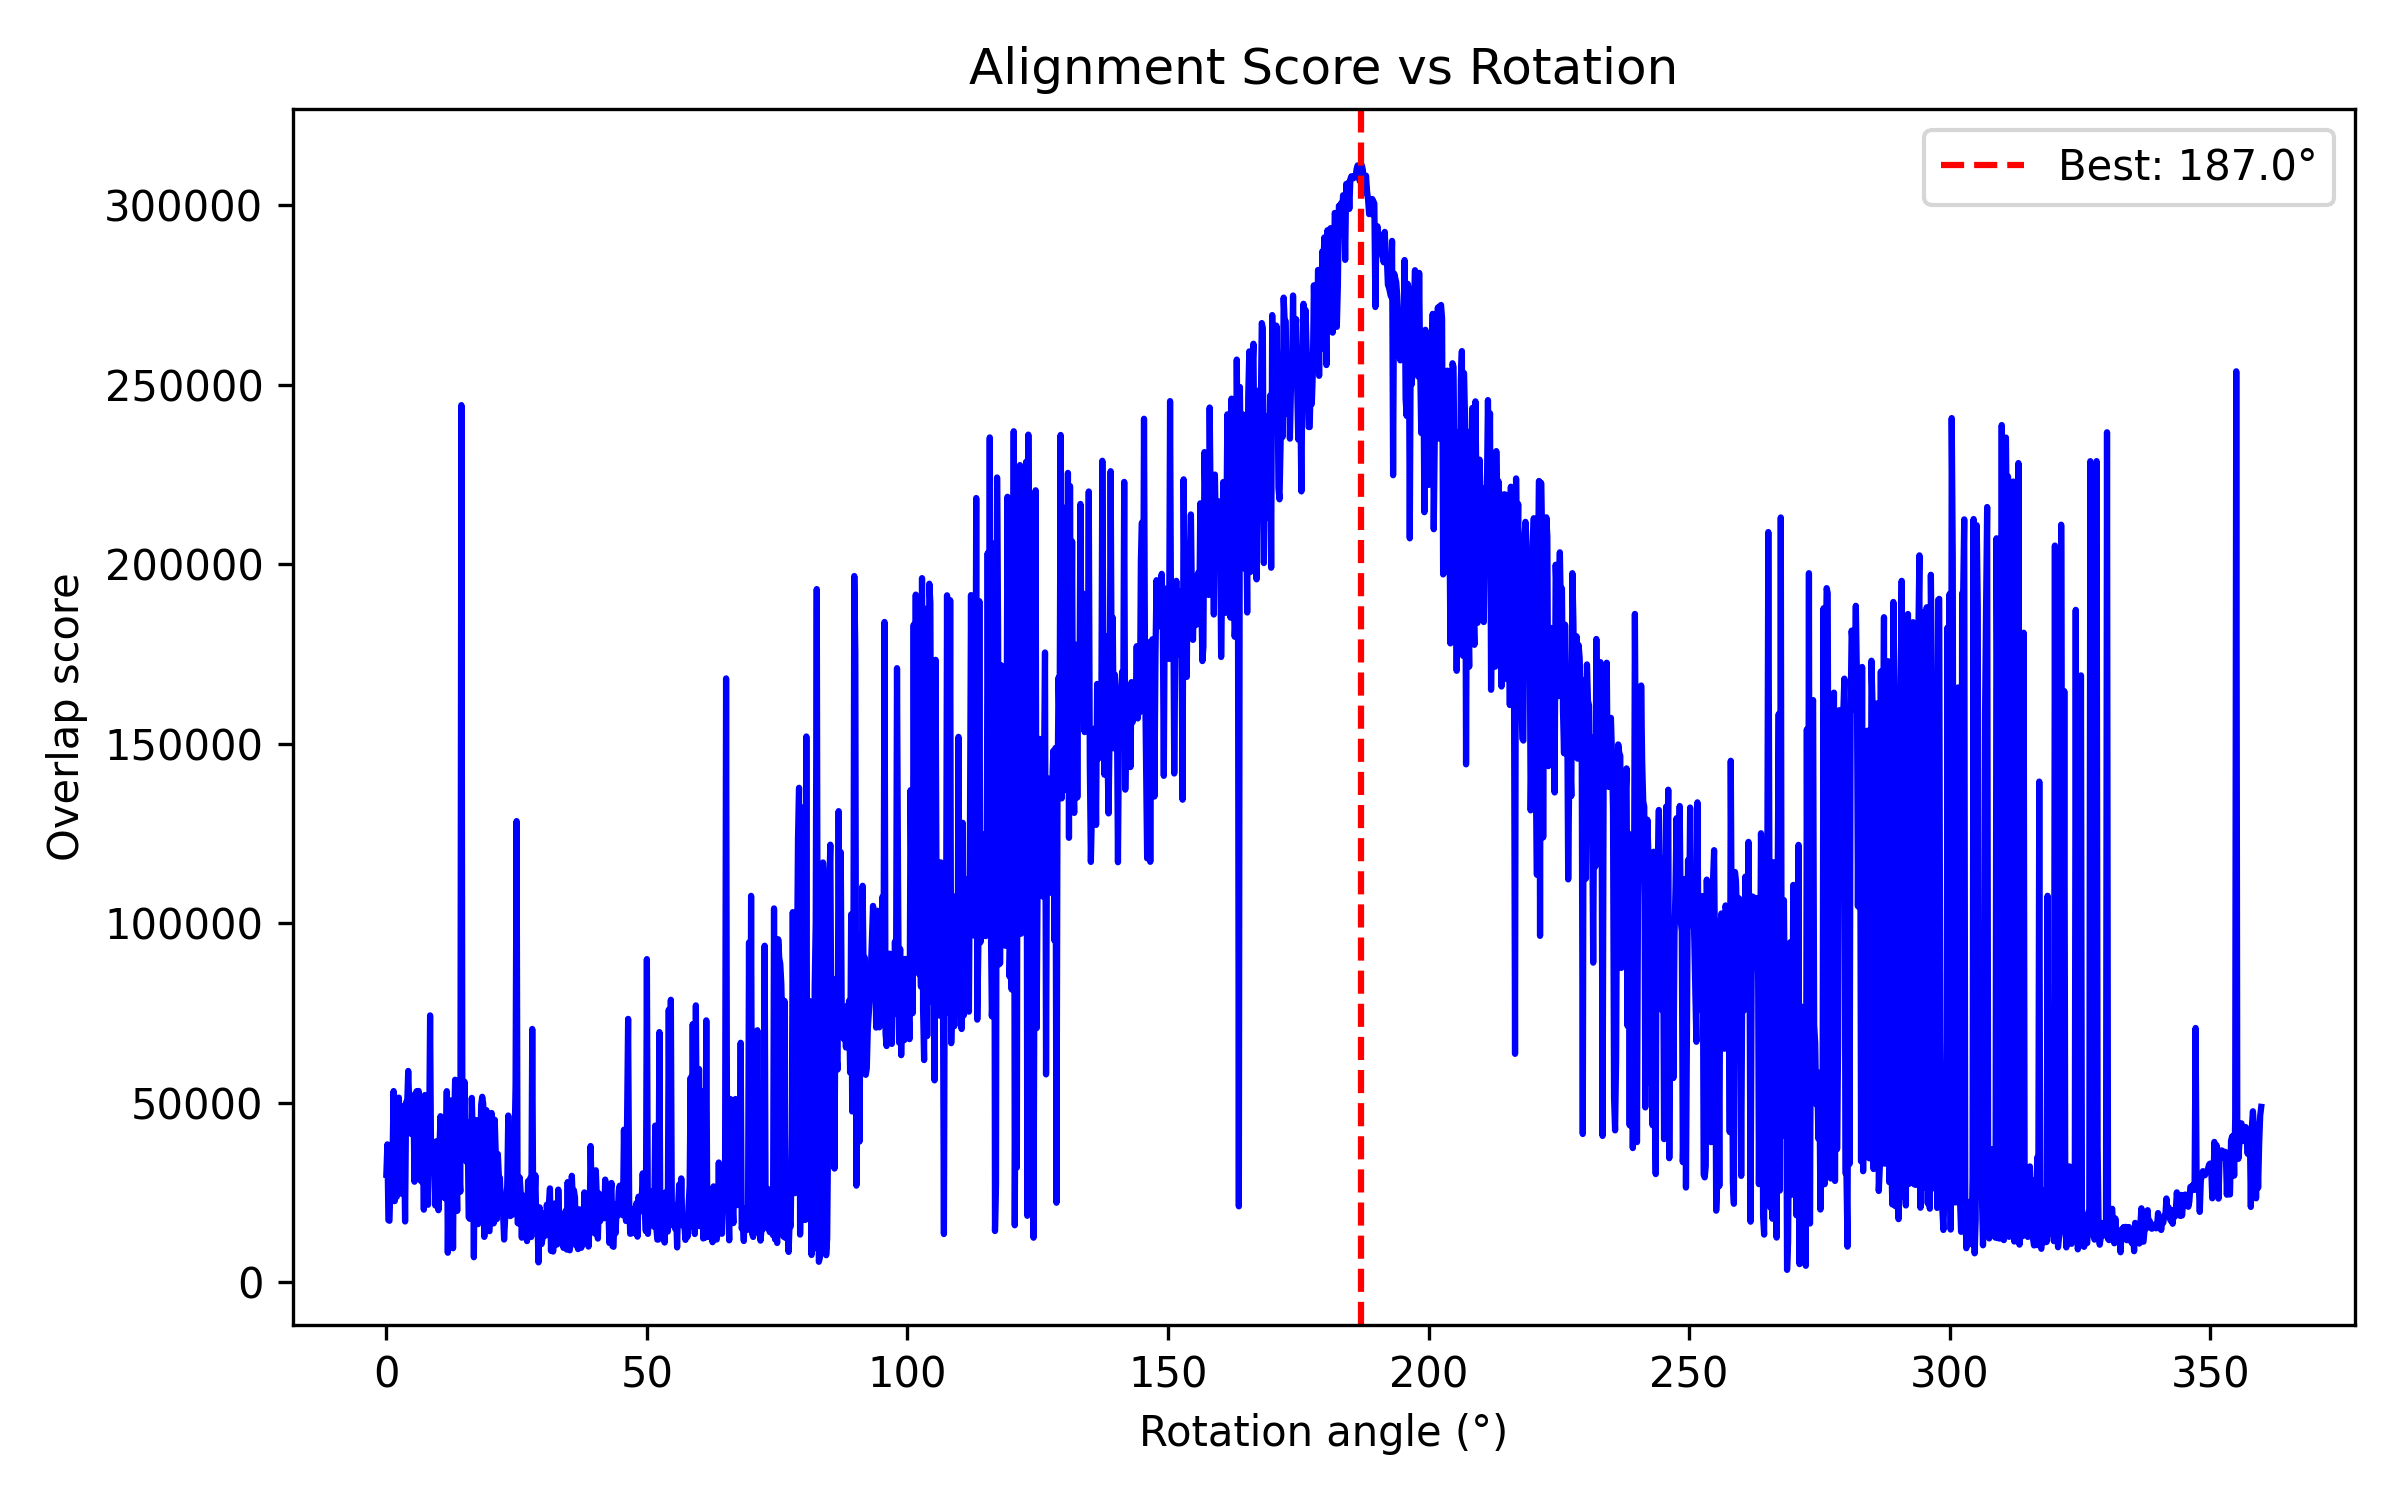 Alignment Score vs Rotation
Best: 187.0°
300000
250000
200000
150000
100000
50000
0
Overlap score
0 50 100 150 200 250 300 350
Rotation angle (°)